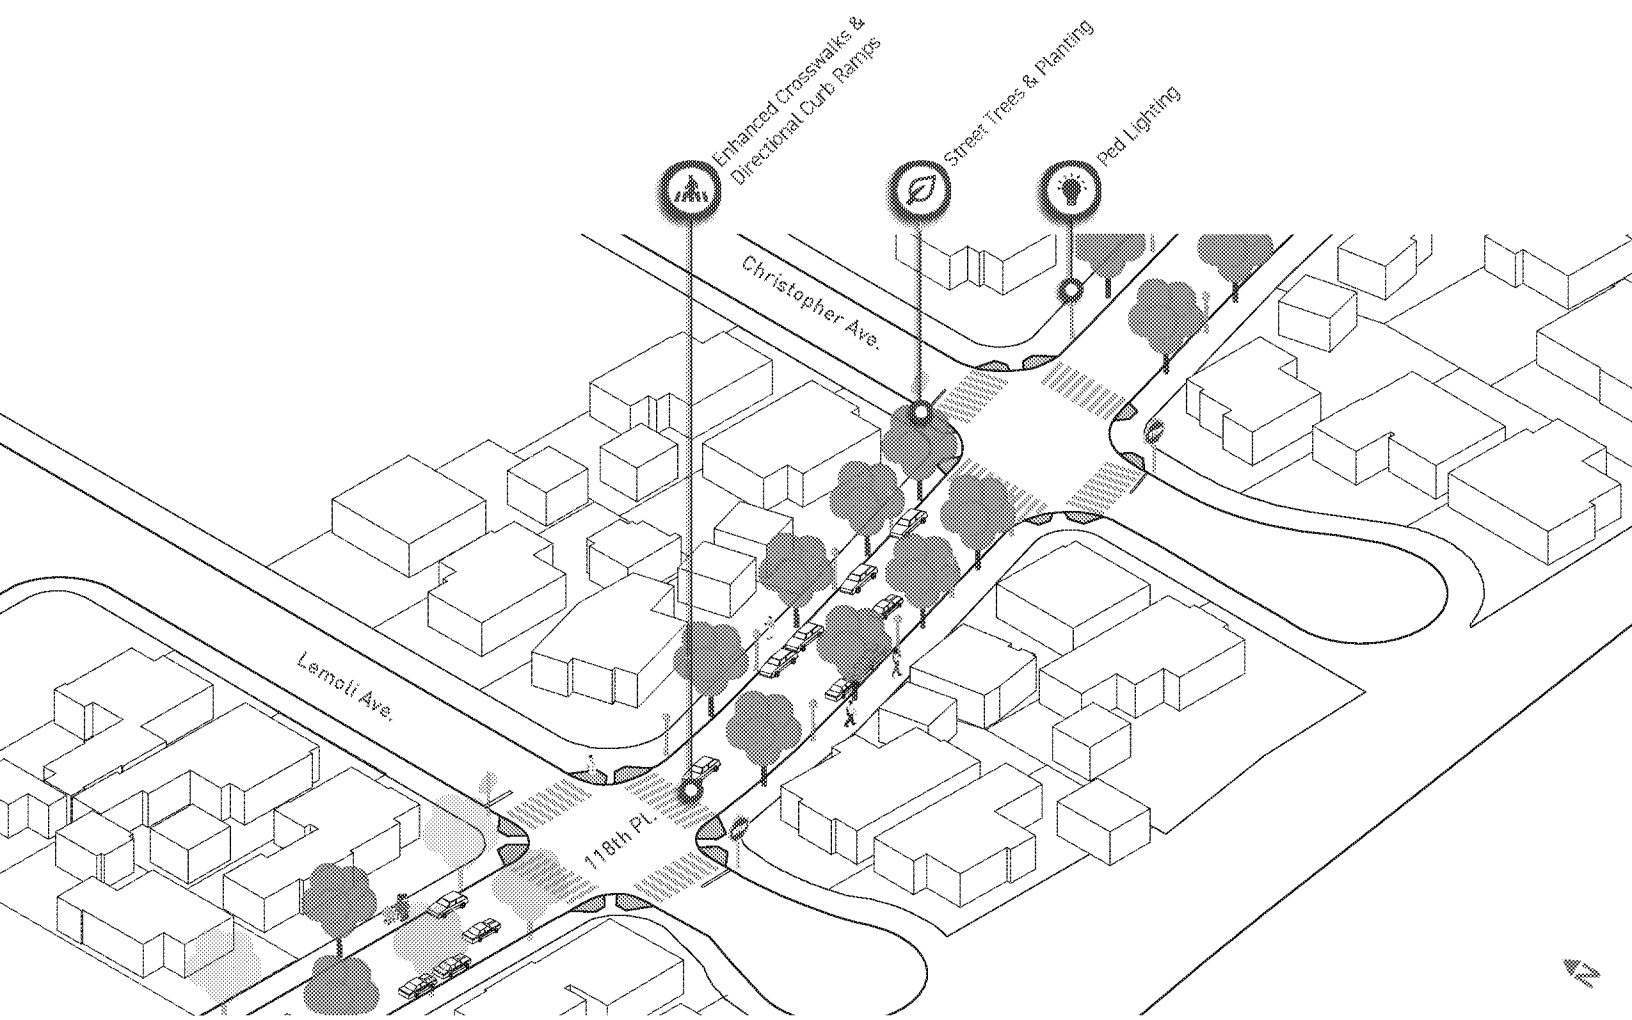 Enhanced Crosswalks &
Directional Curb Ramps
Street Trees & Planting
Ped Lighting
Christopher Ave.
Lemoli Ave.
118th Pl.
N